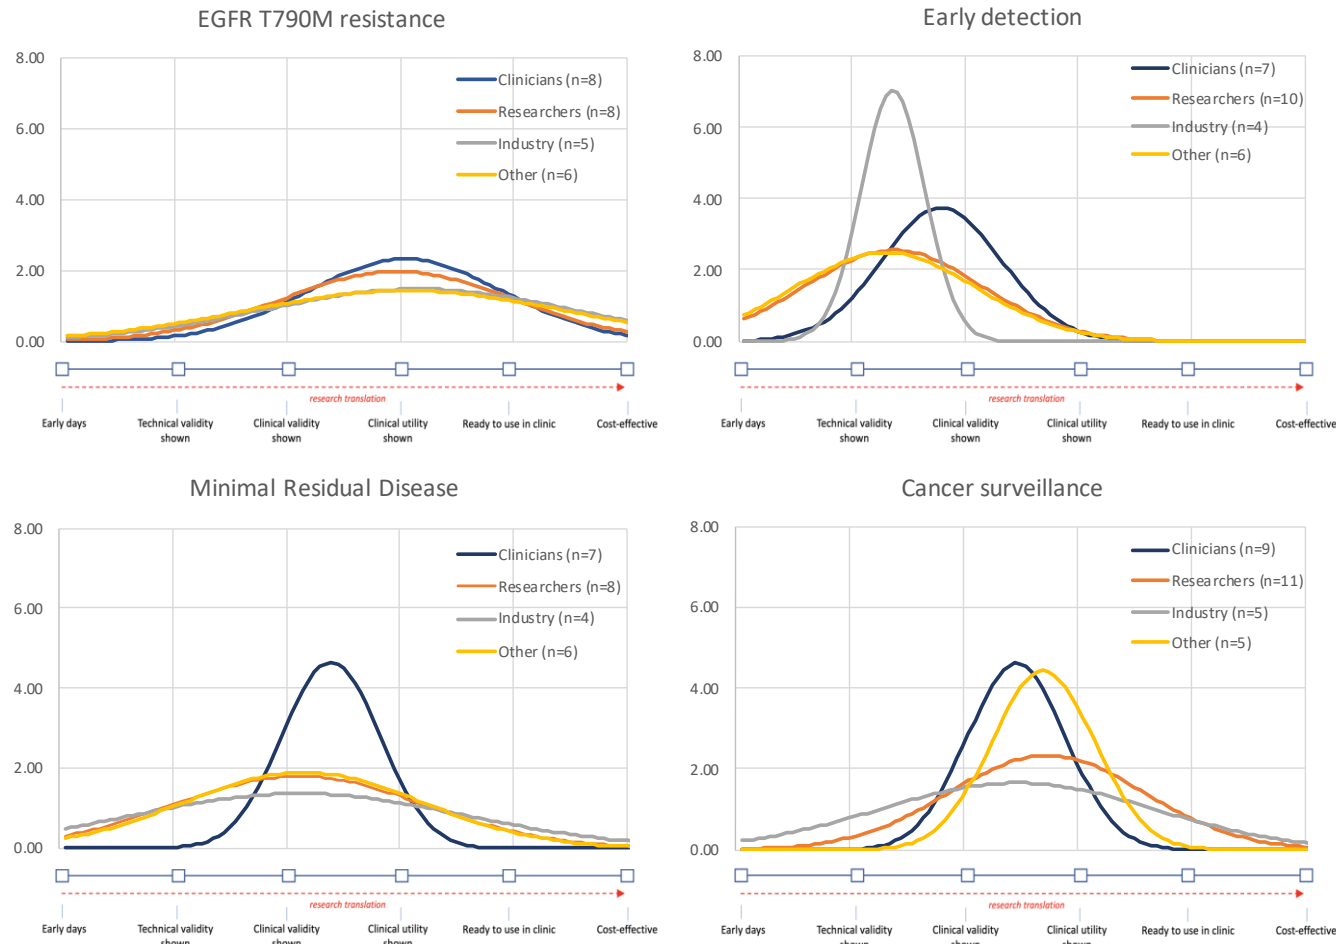 EGFR T790M resistance
8.00
6.00
4.00
2.00
0.00
Clinicians (n=8)
Researchers (n=8)
Industry (n=5)
Other (n=6)
research translation
Early days
Technical validity
shown
Clinical validity
shown
Clinical utility
shown
Ready to use in clinic
Cost-effective
Early detection
8.00
6.00
4.00
2.00
0.00
Clinicians (n=7)
Researchers (n=10)
Industry (n=4)
Other (n=6)
research translation
Early days
Technical validity
shown
Clinical validity
shown
Clinical utility
shown
Ready to use in clinic
Cost-effective
Minimal Residual Disease
8.00
6.00
4.00
2.00
0.00
Clinicians (n=7)
Researchers (n=8)
Industry (n=4)
Other (n=6)
research translation
Early days
Technical validity
shown
Clinical validity
shown
Clinical utility
shown
Ready to use in clinic
Cost-effective
Cancer surveillance
8.00
6.00
4.00
2.00
0.00
Clinicians (n=9)
Researchers (n=11)
Industry (n=5)
Other (n=5)
research translation
Early days
Technical validity
shown
Clinical validity
shown
Clinical utility
shown
Ready to use in clinic
Cost-effective